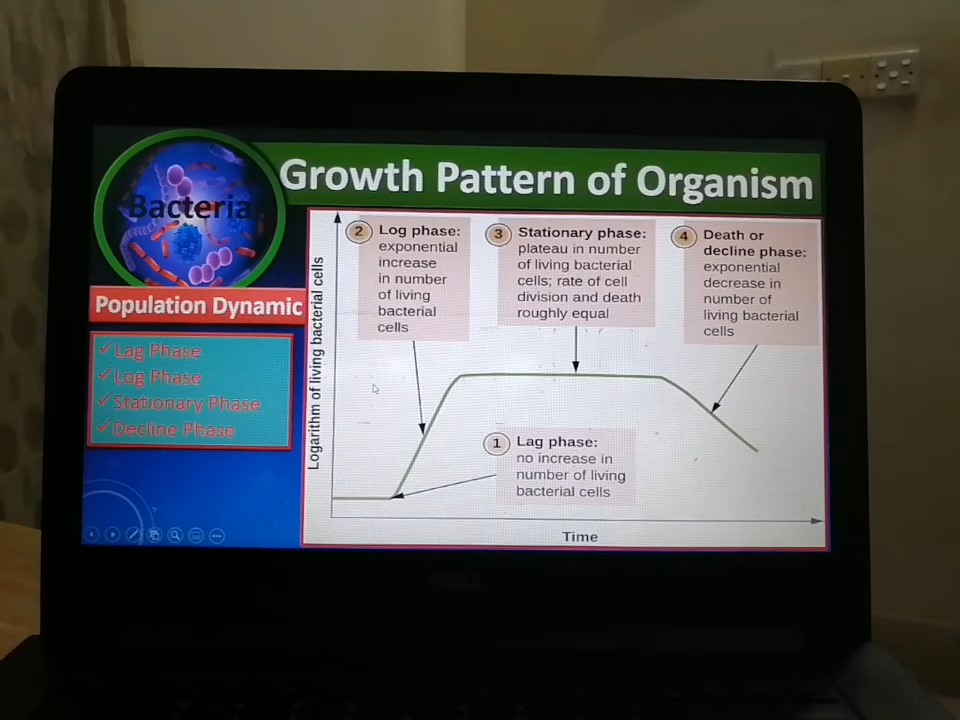 Growth Pattern of Organism
Bacteria
Population Dynamic
✓Lag Phase
✓Log Phase
✓Stationary Phase
✓Decline Phase
Logarithm of living bacterial cells
2 Log phase:
exponential
increase
in number
of living
bacterial
cells
3 Stationary phase:
plateau in number
of living bacterial
cells; rate of cell
division and death
roughly equal
4 Death or
decline phase:
exponential
decrease in
number of
living bacterial
cells
1 Lag phase:
no increase in
number of living
bacterial cells
Time